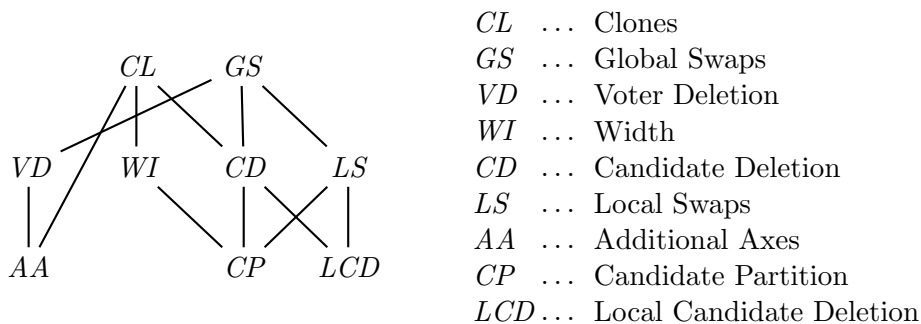 CL GS
VD WI CD LS
AA CP LCD
CL ... Clones
GS ... Global Swaps
VD ... Voter Deletion
WI ... Width
CD ... Candidate Deletion
LS ... Local Swaps
AA ... Additional Axes
CP ... Candidate Partition
LCD ... Local Candidate Deletion